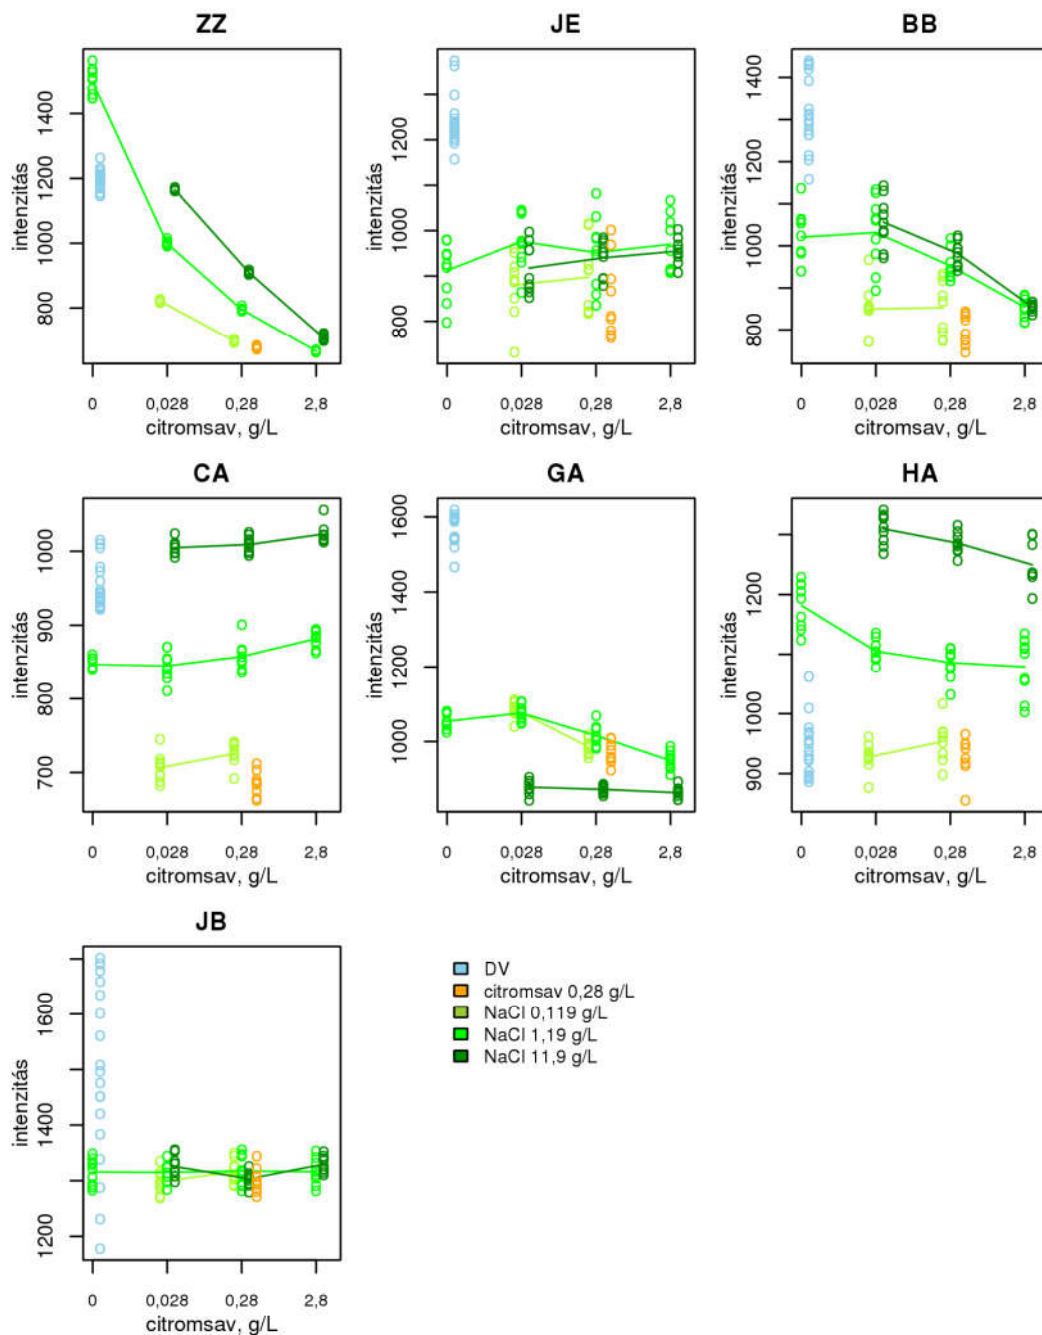 ZZ
intenzitás
800 1000 1200 1400
0 0,028 0,28 2,8
citromsav, g/L
JE
intenzitás
800 1000 1200
0 0,028 0,28 2,8
citromsav, g/L
BB
intenzitás
800 1000 1200 1400
0 0,028 0,28 2,8
citromsav, g/L
CA
intenzitás
700 800 900 1000
0 0,028 0,28 2,8
citromsav, g/L
GA
intenzitás
1000 1200 1400 1600
0 0,028 0,28 2,8
citromsav, g/L
HA
intenzitás
900 1000 1200
0 0,028 0,28 2,8
citromsav, g/L
JB
intenzitás
1200 1400 1600
0 0,028 0,28 2,8
citromsav, g/L
DV
citromsav 0,28 g/L
NaCl 0,119 g/L
NaCl 1,19 g/L
NaCl 11,9 g/L